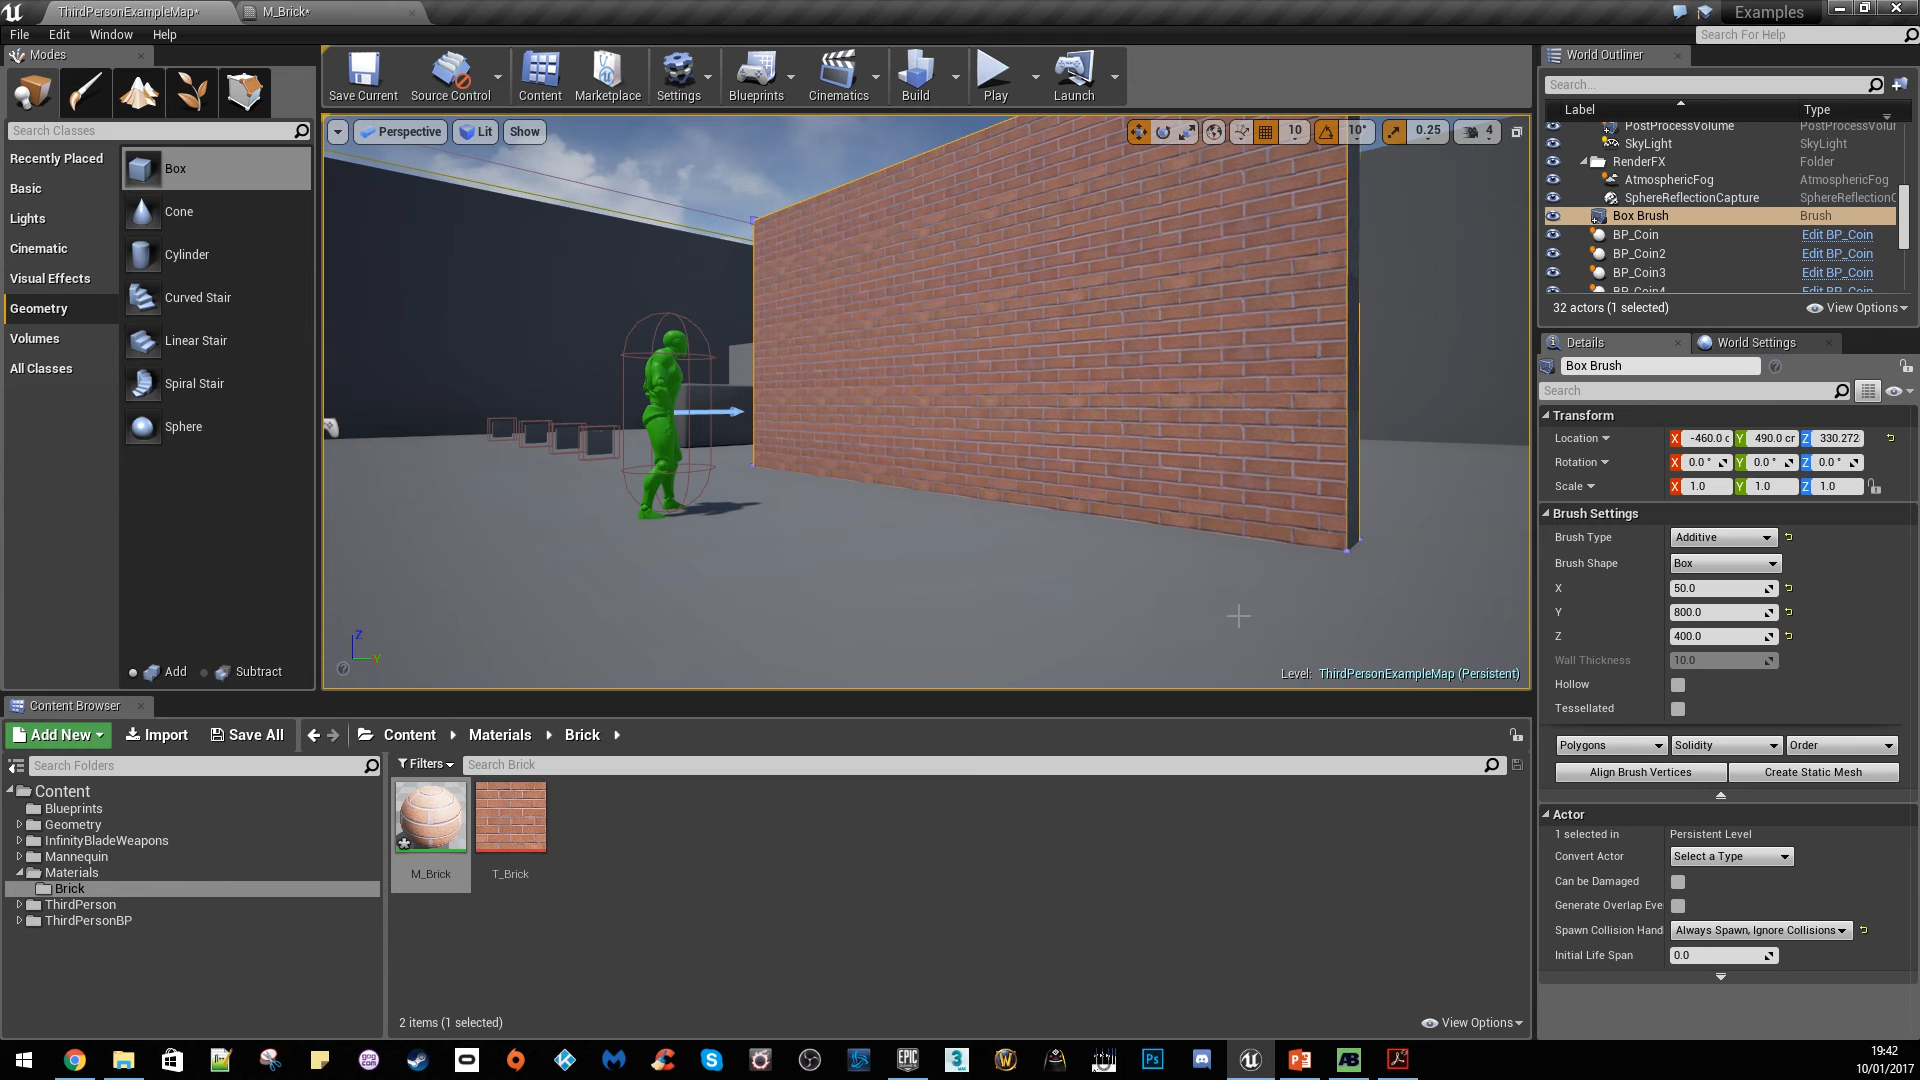 ThirdPersonExampleMap*
M_Brick*
Examples
File Edit Window Help
Search For Help
Modes
Search Classes
Recently Placed
Basic
Lights
Cinematic
Visual Effects
Geometry
Volumes
All Classes
Box
Cone
Cylinder
Curved Stair
Linear Stair
Spiral Stair
Sphere
Add Subtract
Save Current Source Control Content Marketplace Settings Blueprints Cinematics Build Play Launch
Perspective Lit Show
10 10° 0.25 4
Level: ThirdPersonExampleMap (Persistent)
World Outliner
Search...
Label Type
PostProcessVolume PostProcessVolur
SkyLight SkyLight
RenderFX Folder
AtmosphericFog AtmosphericFog
SphereReflectionCapture SphereReflectionC
Box Brush Brush
BP_Coin Edit BP_Coin
BP_Coin2 Edit BP_Coin
BP_Coin3 Edit BP_Coin
BP_Coin4 Edit BP_Coin
32 actors (1 selected) View Options
Details World Settings
Box Brush
Search
Transform
Location X -460.0 c Y 490.0 cr Z 330.272
Rotation X 0.0 ° Y 0.0 ° Z 0.0 °
Scale X 1.0 Y 1.0 Z 1.0
Brush Settings
Brush Type Additive
Brush Shape Box
X 50.0
Y 800.0
Z 400.0
Wall Thickness 10.0
Hollow
Tessellated
Polygons Solidity Order
Align Brush Vertices Create Static Mesh
Actor
1 selected in Persistent Level
Convert Actor Select a Type
Can be Damaged
Generate Overlap Eve
Spawn Collision Hand Always Spawn, Ignore Collisions
Initial Life Span 0.0
Content Browser
Add New Import Save All Content Materials Brick
Search Folders
Filters Search Brick
Content
Blueprints
Geometry
InfinityBladeWeapons
Mannequin
Materials
Brick
ThirdPerson
ThirdPersonBP
M_Brick T_Brick
2 items (1 selected) View Options
Z
Y
EPIC GAMES
3
Ps
AB
19:42
10/01/2017